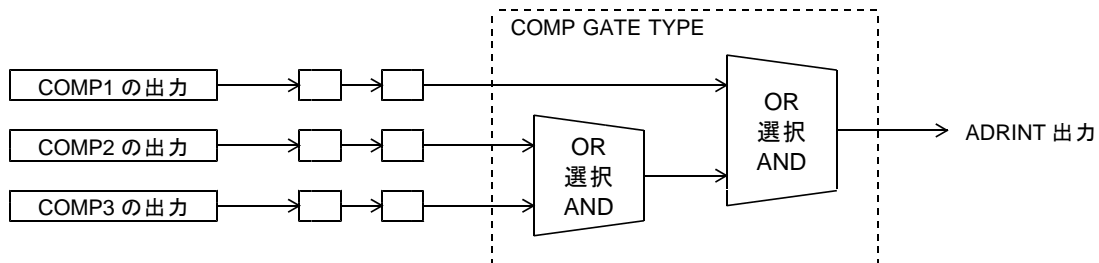 COMP GATE TYPE
COMP1 の出力
COMP2 の出力
COMP3 の出力
OR
選択
AND
OR
選択
AND
ADRINT 出力